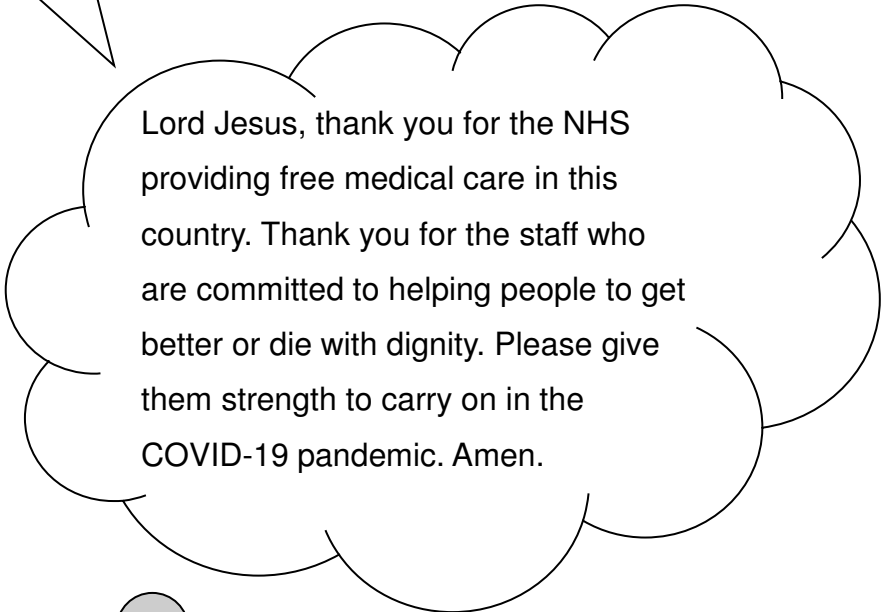 Lord Jesus, thank you for the NHS
providing free medical care in this
country. Thank you for the staff who
are committed to helping people to get
better or die with dignity. Please give
them strength to carry on in the
COVID-19 pandemic. Amen.